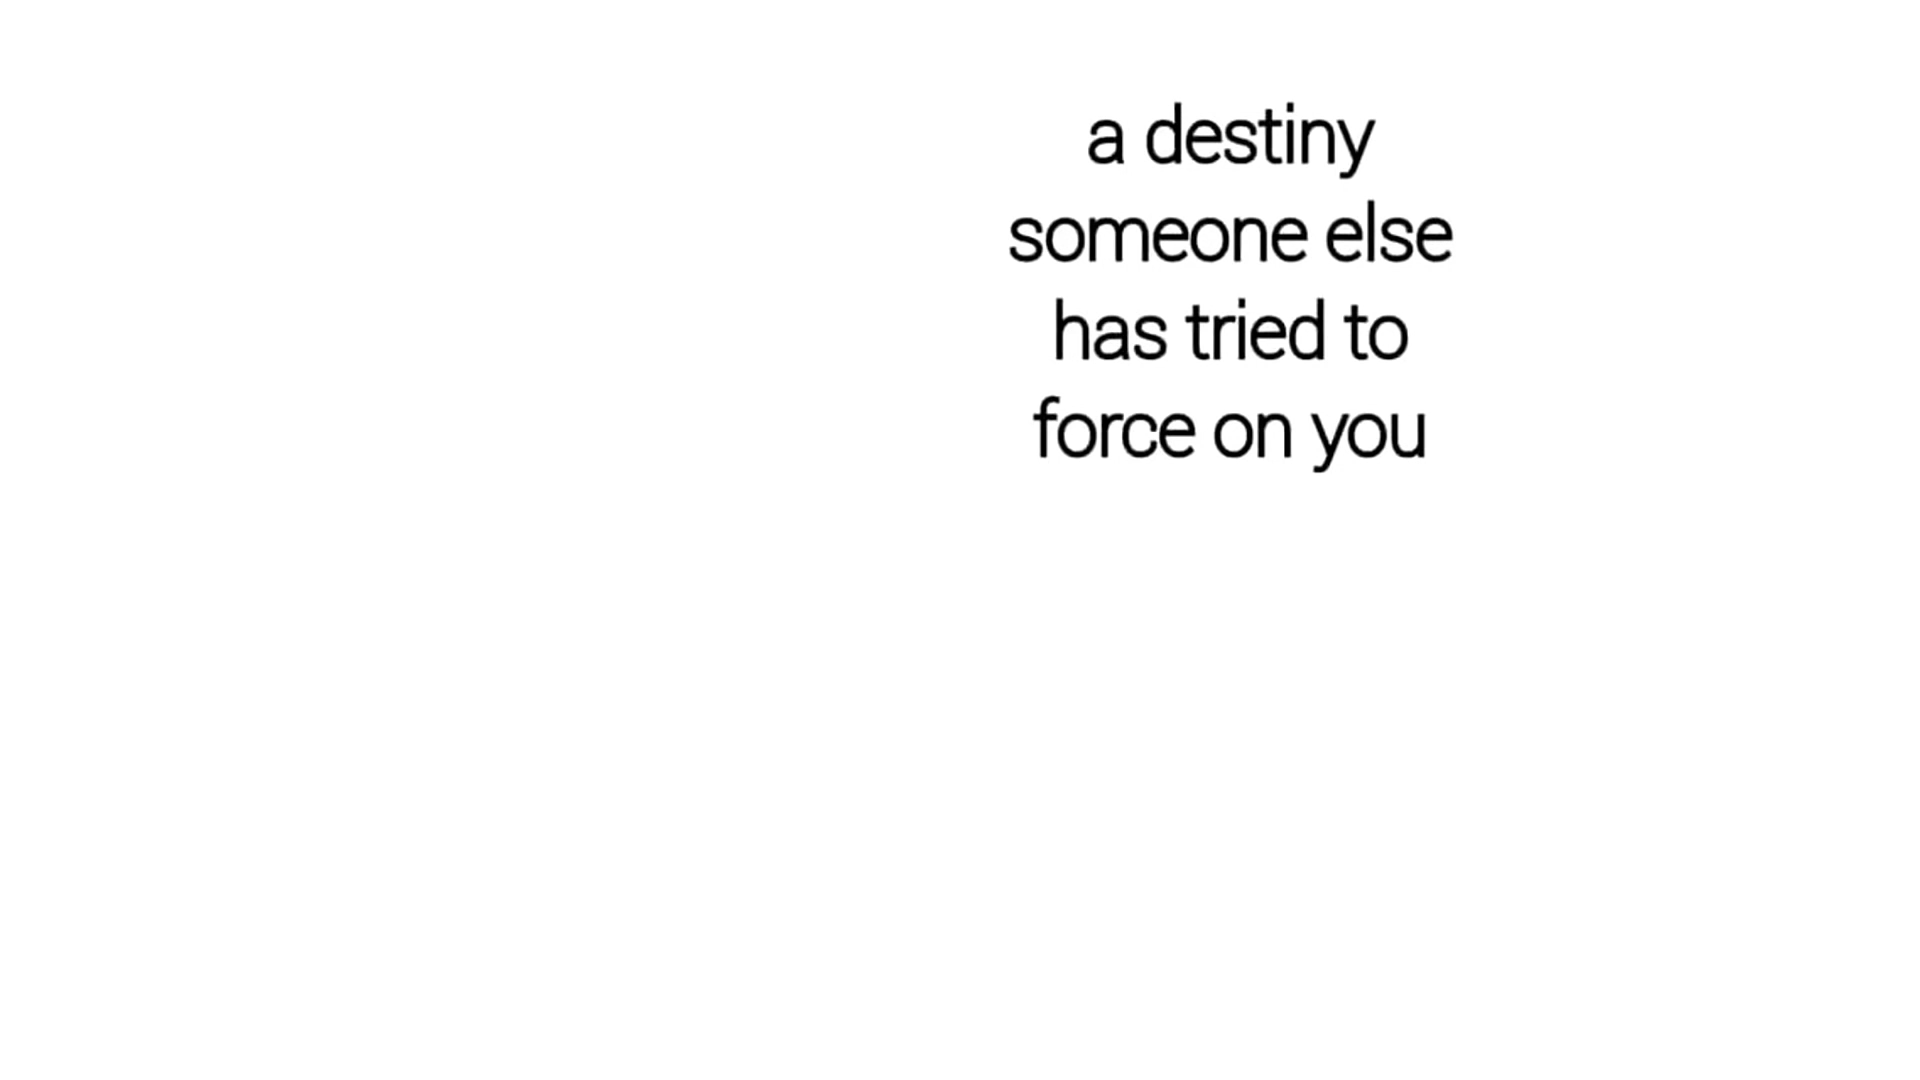 a destiny
someone else
has tried to
force on you